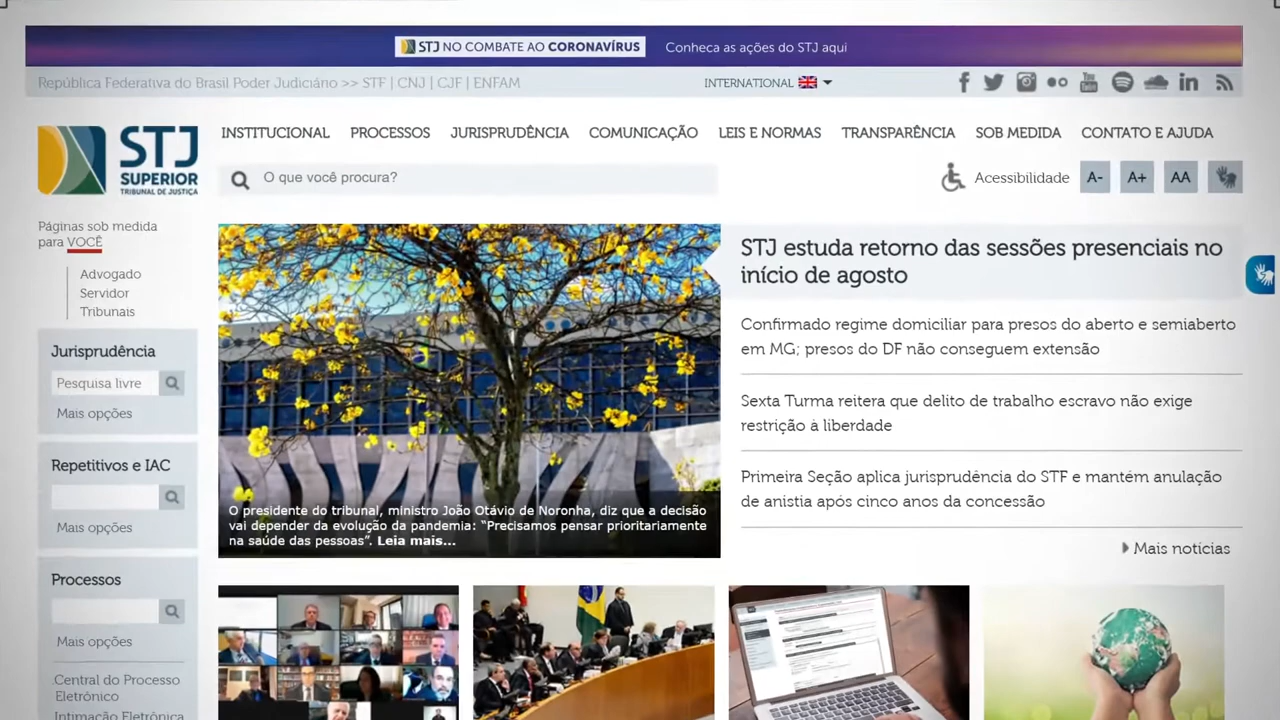 STJ NO COMBATE AO CORONAVÍRUS
Conheca as ações do STJ aqui
República Federativa do Brasil Poder Judiciário >> STF | CNJ | CJF | ENFAM
INTERNATIONAL
You Tube
STJ
SUPERIOR
TRIBUNAL DE JUSTIÇA
INSTITUCIONAL PROCESSOS JURISPRUDÊNCIA COMUNICAÇÃO LEIS E NORMAS TRANSPARÊNCIA SOB MEDIDA CONTATO E AJUDA
O que você procura?
Acessibilidade A- A+ AA
Páginas sob medida
para VOCÊ
Advogado
Servidor
Tribunais
Jurisprudência
Pesquisa livre
Mais opções
Repetitivos e IAC
Mais opções
Processos
Mais opções
Central do Processo
Eletrônico
Intimação Eletrônica
O presidente do tribunal, ministro João Otávio de Noronha, diz que a decisão
vai depender da evolução da pandemia: “Precisamos pensar prioritariamente
na saúde das pessoas”. Leia mais...
STJ estuda retorno das sessões presenciais no
início de agosto
Confirmado regime domiciliar para presos do aberto e semiaberto
em MG; presos do DF não conseguem extensão
Sexta Turma reitera que delito de trabalho escravo não exige
restrição à liberdade
Primeira Seção aplica jurisprudência do STF e mantém anulação
de anistia após cinco anos da concessão
Mais notícias